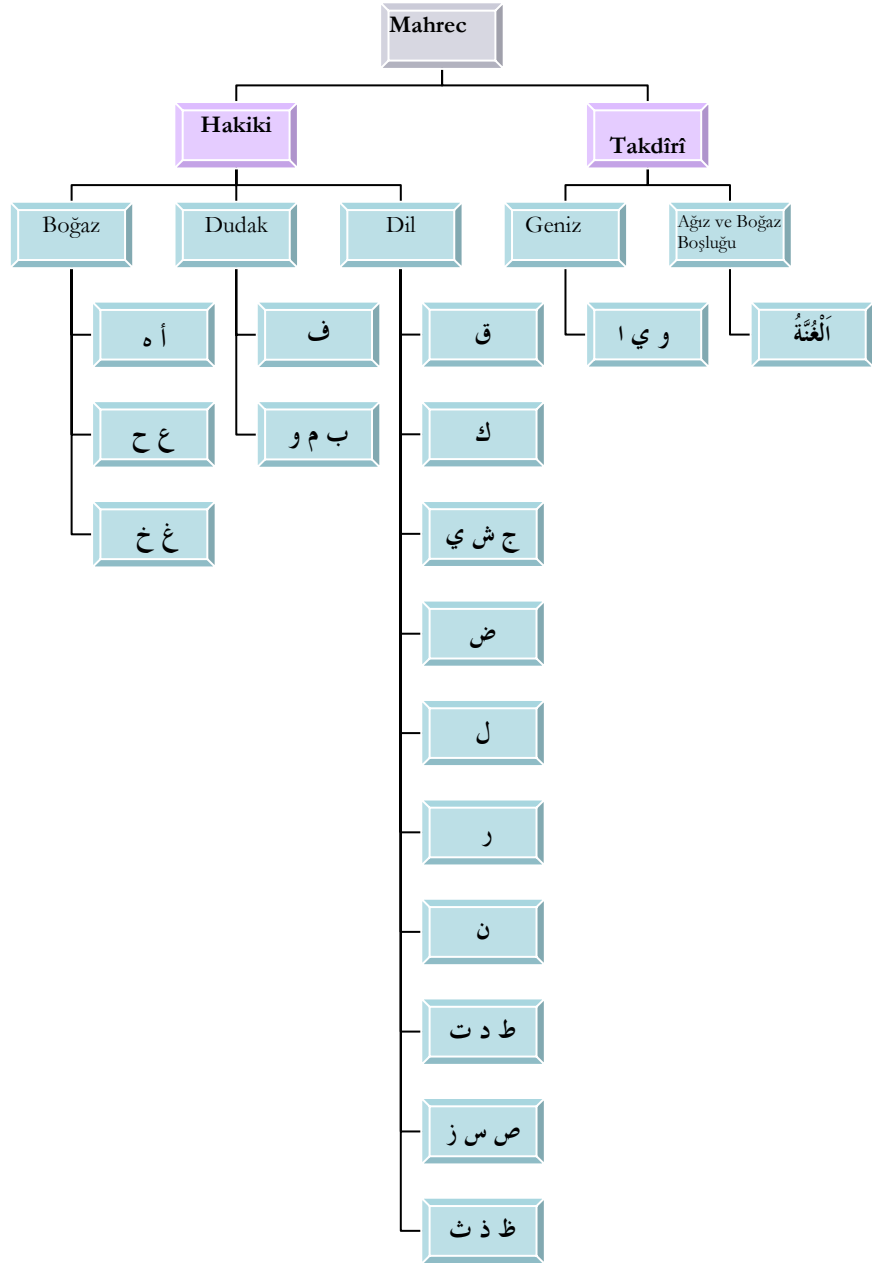 Mahrec
Hakiki
Takdîrî
Boğaz
Dudak
Dil
Geniz
Ağız ve Boğaz
Boşluğu
أ ه
ف
ق
و ي ا
اَلْغُنَّةُ
ع ح
ب م و
ك
غ خ
ج ش ي
ض
ل
ر
ن
ط د ت
ص س ز
ظ ذ ث